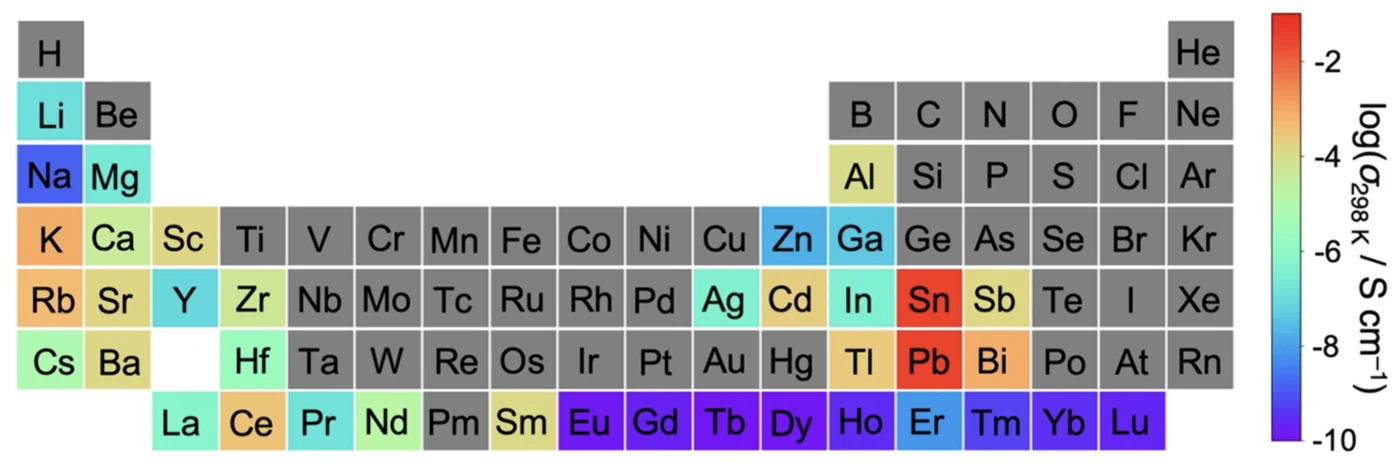 H He
Li Be B C N O F Ne
Na Mg Al Si P S Cl Ar
K Ca Sc Ti V Cr Mn Fe Co Ni Cu Zn Ga Ge As Se Br Kr
Rb Sr Y Zr Nb Mo Tc Ru Rh Pd Ag Cd In Sn Sb Te I Xe
Cs Ba Hf Ta W Re Os Ir Pt Au Hg Tl Pb Bi Po At Rn
La Ce Pr Nd Pm Sm Eu Gd Tb Dy Ho Er Tm Yb Lu
-2
-4
-6
-8
-10
log(σ₂₉₈ K / S cm⁻¹)